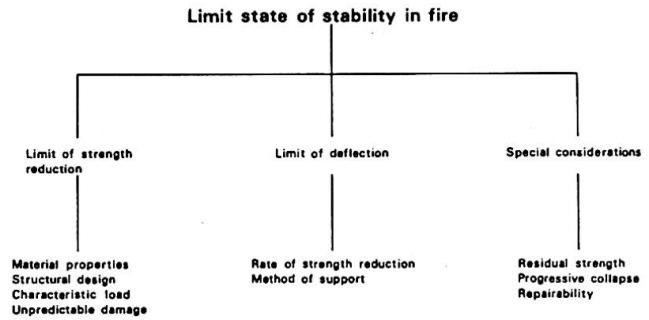 Limit state of stability in fire
Limit of strength
reduction
Limit of deflection
Special considerations
Material properties
Structural design
Characteristic load
Unpredictable damage
Rate of strength reduction
Method of support
Residual strength
Progressive collapse
Repairability